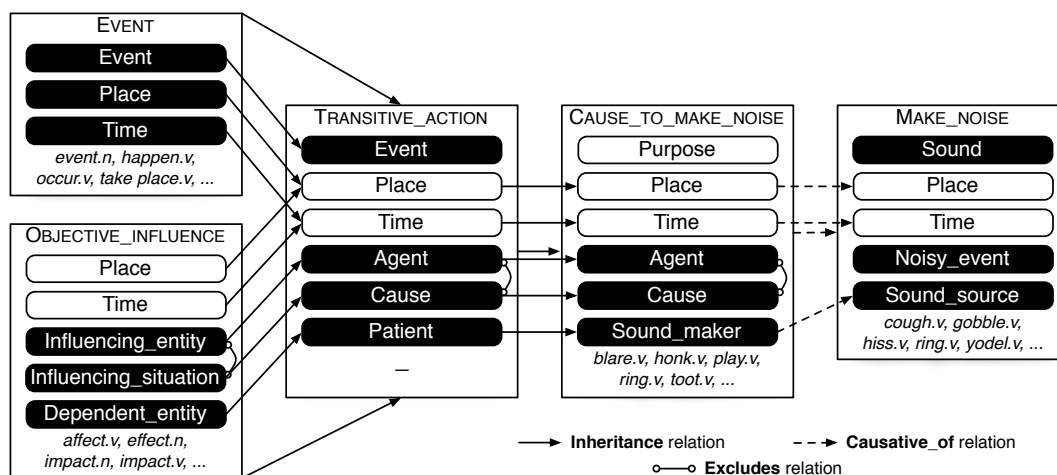 EVENT
Event
Place
Time
event.n, happen.v,
occur.v, take place.v, ...
OBJECTIVE_INFLUENCE
Place
Time
Influencing_entity
Influencing_situation
Dependent_entity
affect.v, effect.n,
impact.n, impact.v, ...
TRANSITIVE_ACTION
Event
Place
Time
Agent
Cause
Patient
–
CAUSE_TO_MAKE_NOISE
Purpose
Place
Time
Agent
Cause
Sound_maker
blare.v, honk.v, play.v,
ring.v, toot.v, ...
MAKE_NOISE
Sound
Place
Time
Noisy_event
Sound_source
cough.v, gobble.v,
hiss.v, ring.v, yodel.v, ...
Inheritance relation
Causative_of relation
Excludes relation